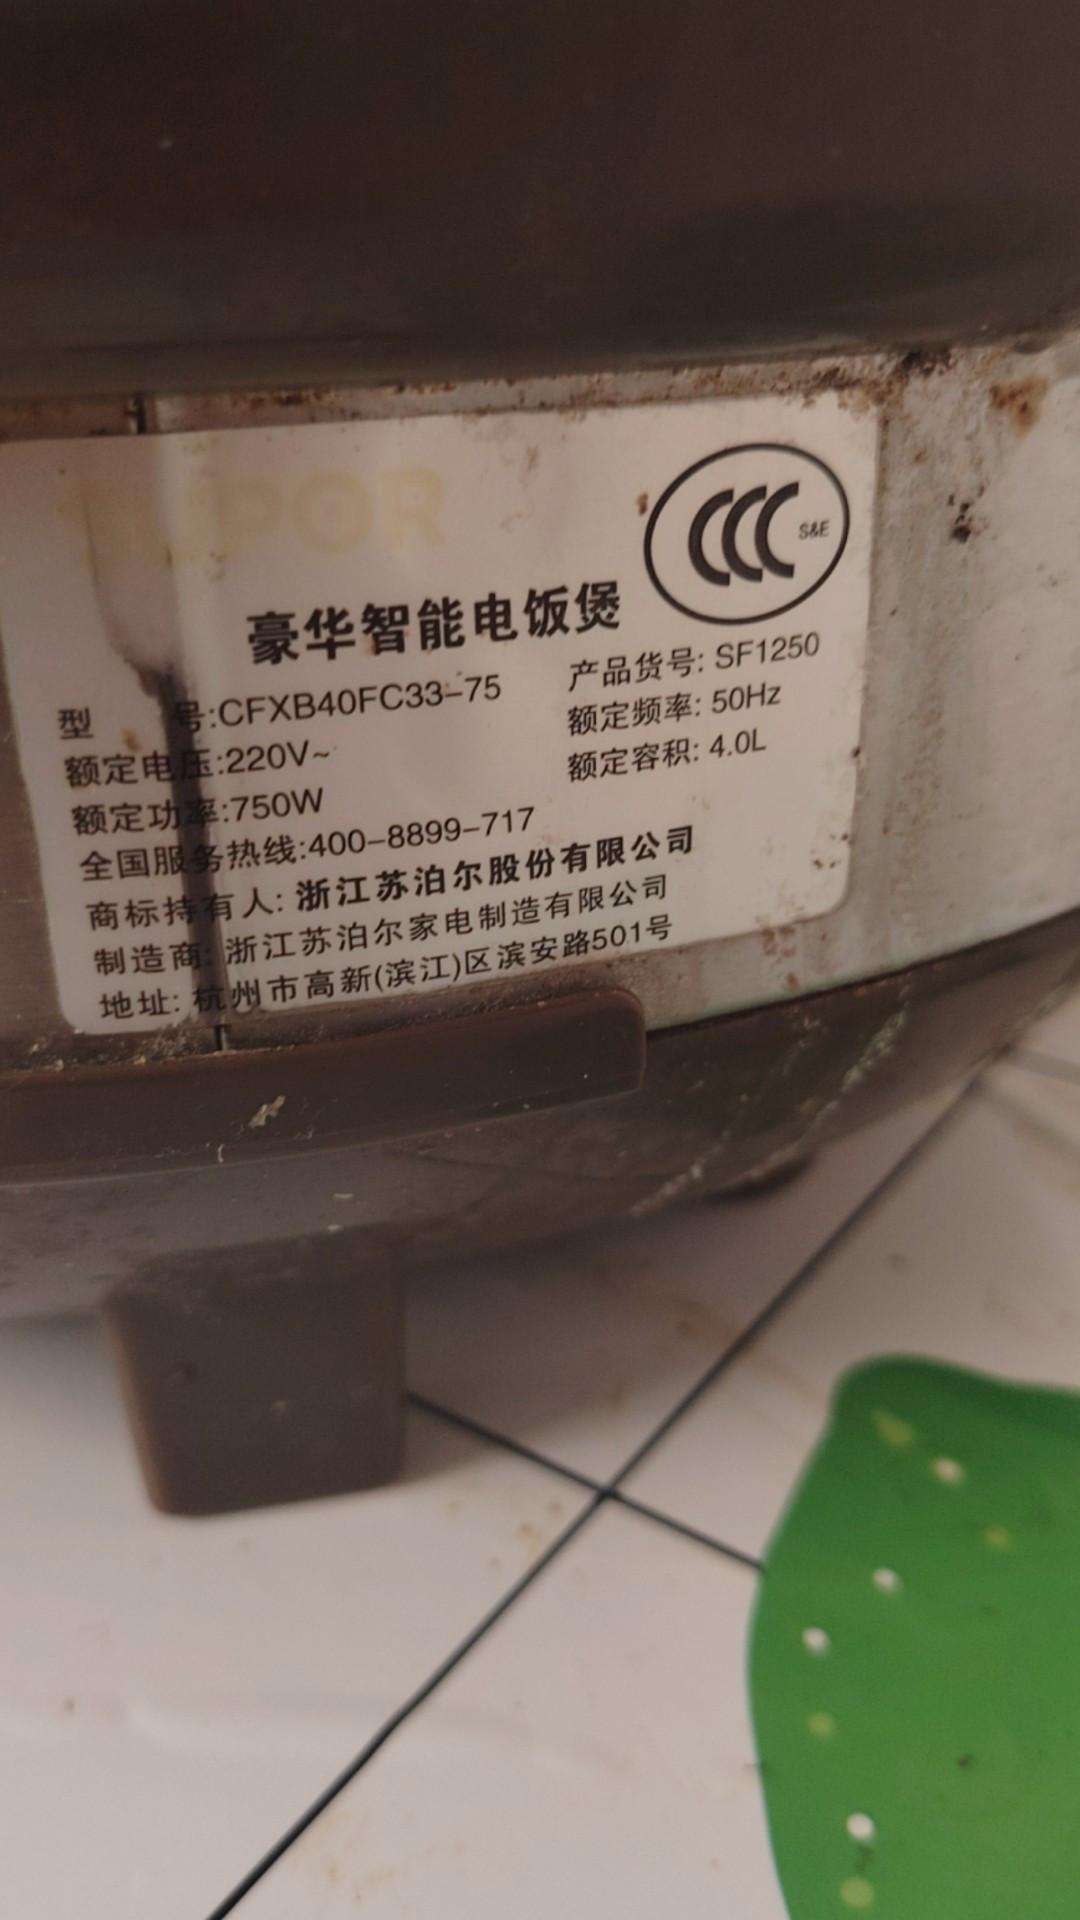 SUPOR
CCC S&E
豪华智能电饭煲
型 号:CFXB40FC33-75 产品货号: SF1250
额定电压:220V~ 额定频率: 50Hz
额定功率:750W 额定容积: 4.0L
全国服务热线:400-8899-717
商标持有人: 浙江苏泊尔股份有限公司
制造商: 浙江苏泊尔家电制造有限公司
地址: 杭州市高新(滨江)区滨安路501号